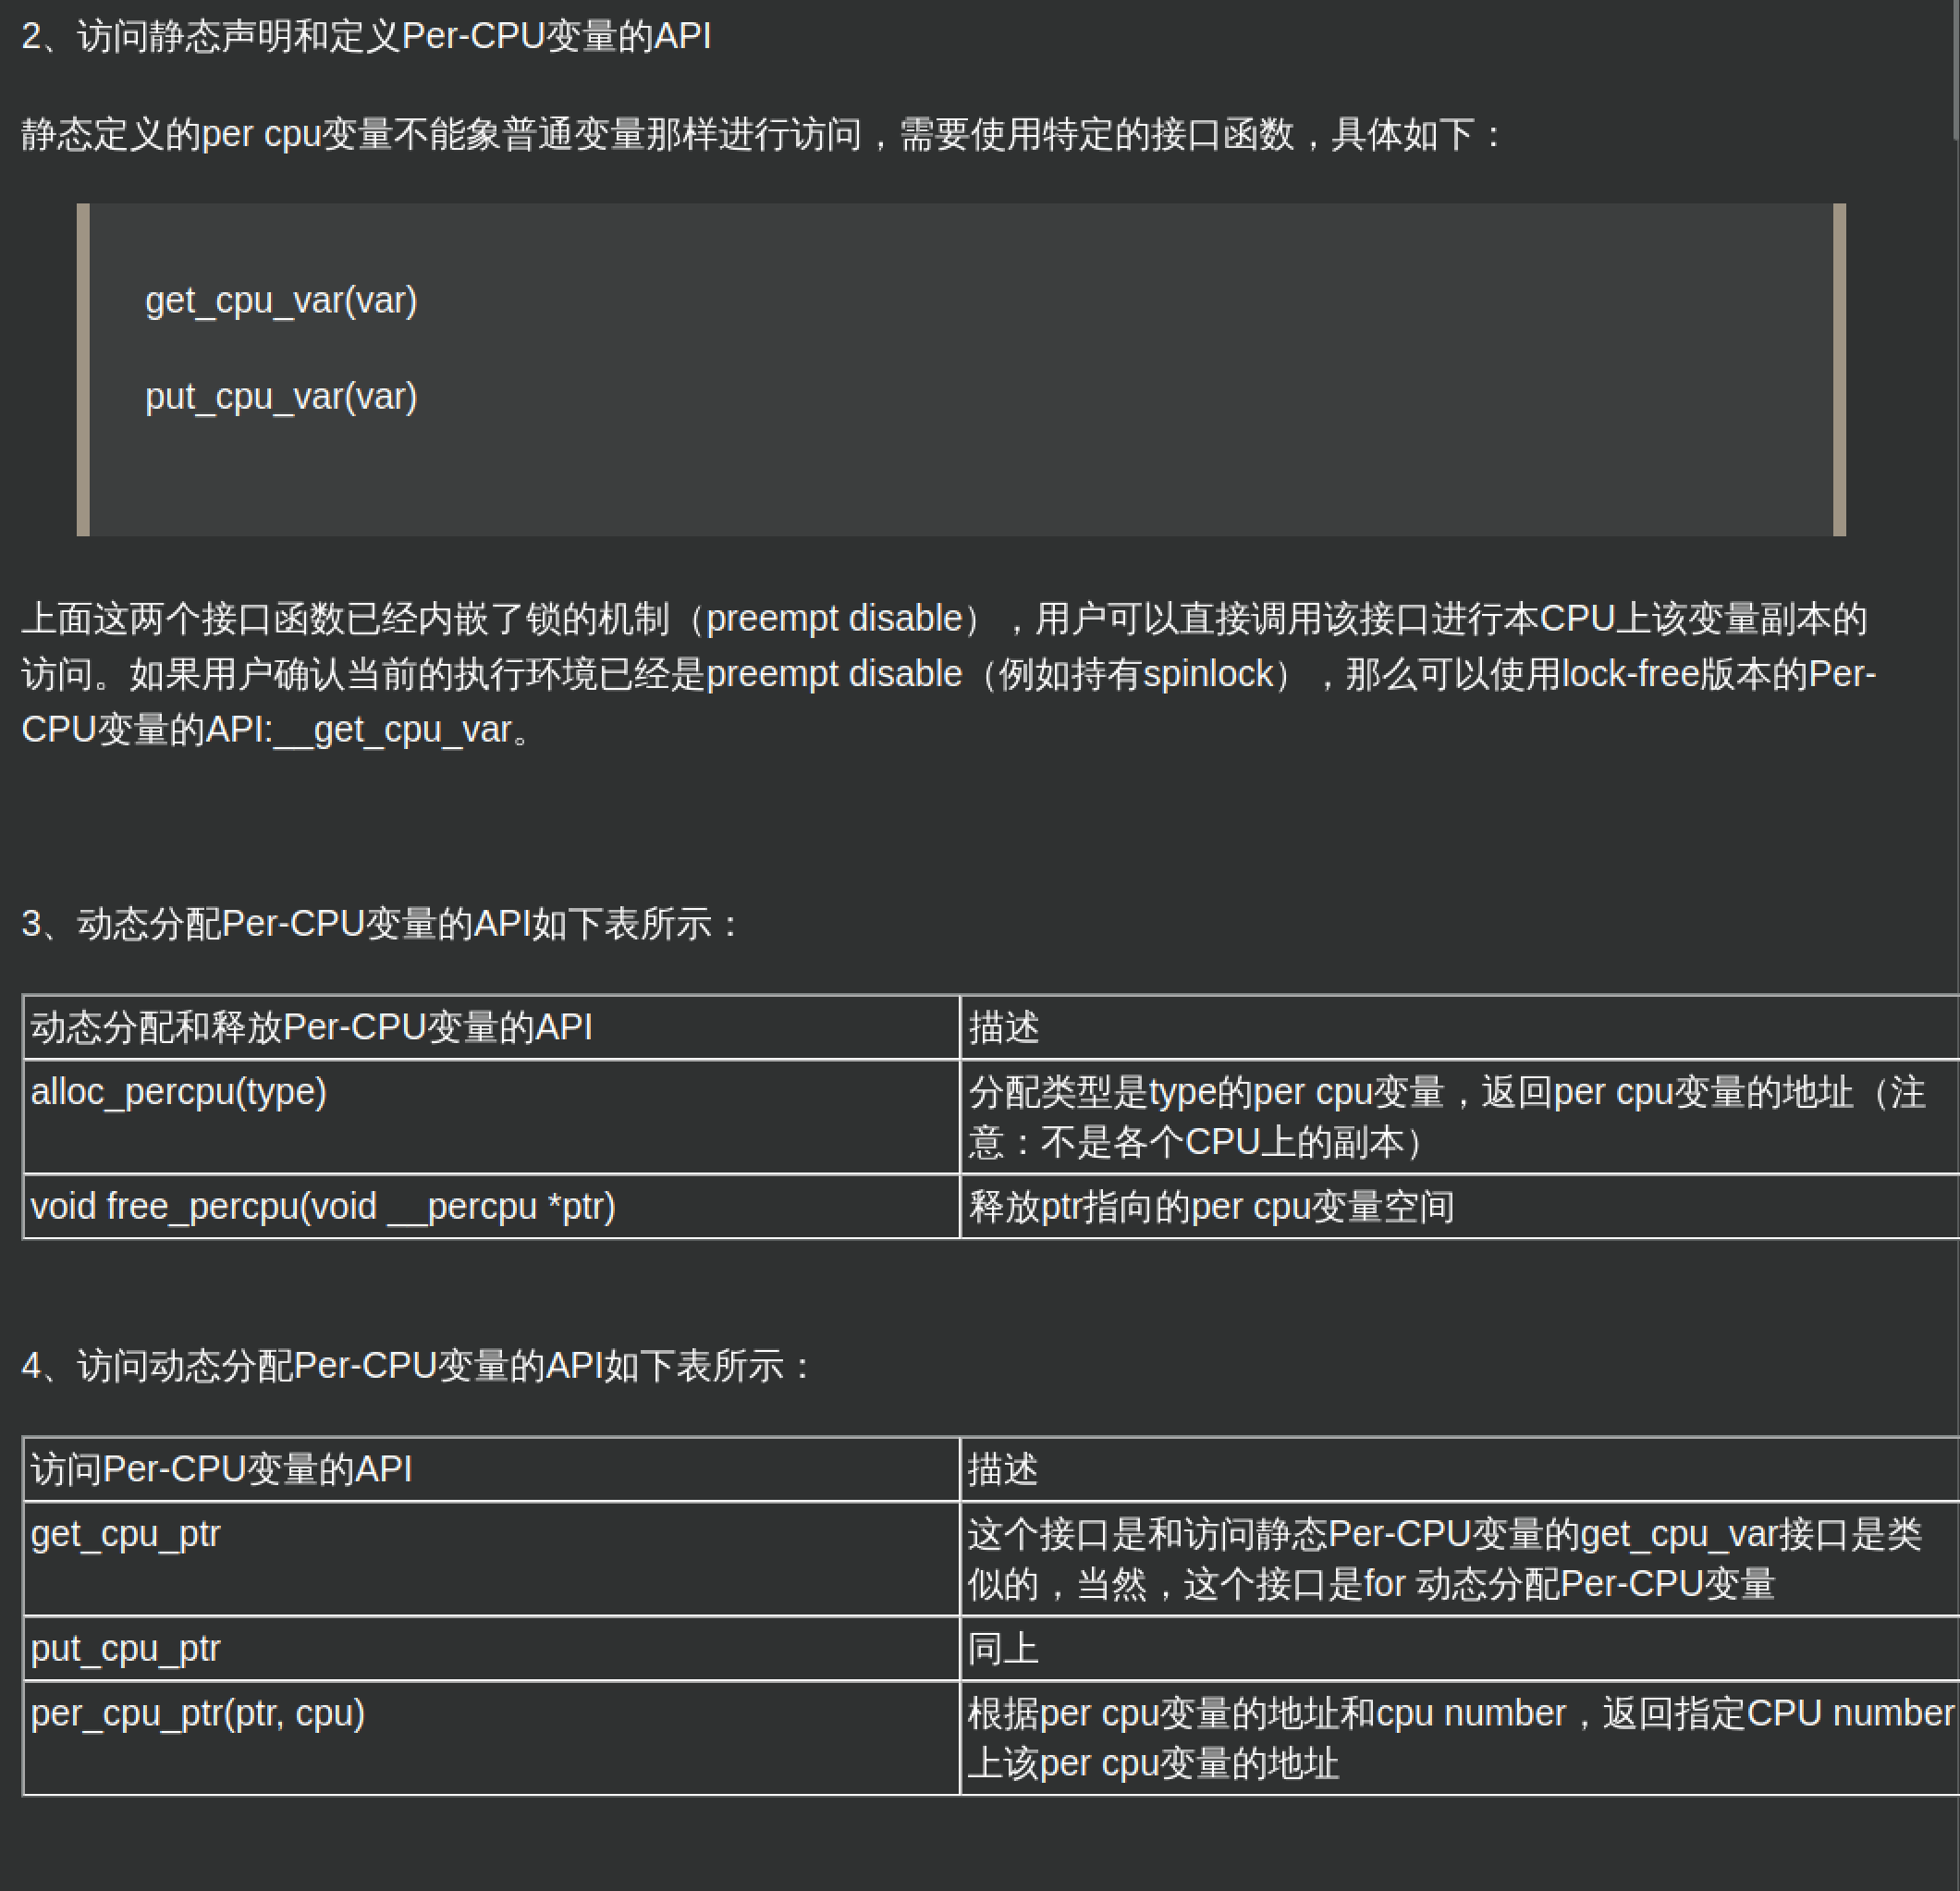 2、访问静态声明和定义Per-CPU变量的API
静态定义的per cpu变量不能象普通变量那样进行访问，需要使用特定的接口函数，具体如下：
get_cpu_var(var)
put_cpu_var(var)
上面这两个接口函数已经内嵌了锁的机制（preempt disable），用户可以直接调用该接口进行本CPU上该变量副本的
访问。如果用户确认当前的执行环境已经是preempt disable（例如持有spinlock），那么可以使用lock-free版本的Per-
CPU变量的API:__get_cpu_var。
3、动态分配Per-CPU变量的API如下表所示：
动态分配和释放Per-CPU变量的API
描述
alloc_percpu(type)
分配类型是type的per cpu变量，返回per cpu变量的地址（注
意：不是各个CPU上的副本）
void free_percpu(void __percpu *ptr)
释放ptr指向的per cpu变量空间
4、访问动态分配Per-CPU变量的API如下表所示：
访问Per-CPU变量的API
描述
get_cpu_ptr
这个接口是和访问静态Per-CPU变量的get_cpu_var接口是类
似的，当然，这个接口是for 动态分配Per-CPU变量
put_cpu_ptr
同上
per_cpu_ptr(ptr, cpu)
根据per cpu变量的地址和cpu number，返回指定CPU number
上该per cpu变量的地址